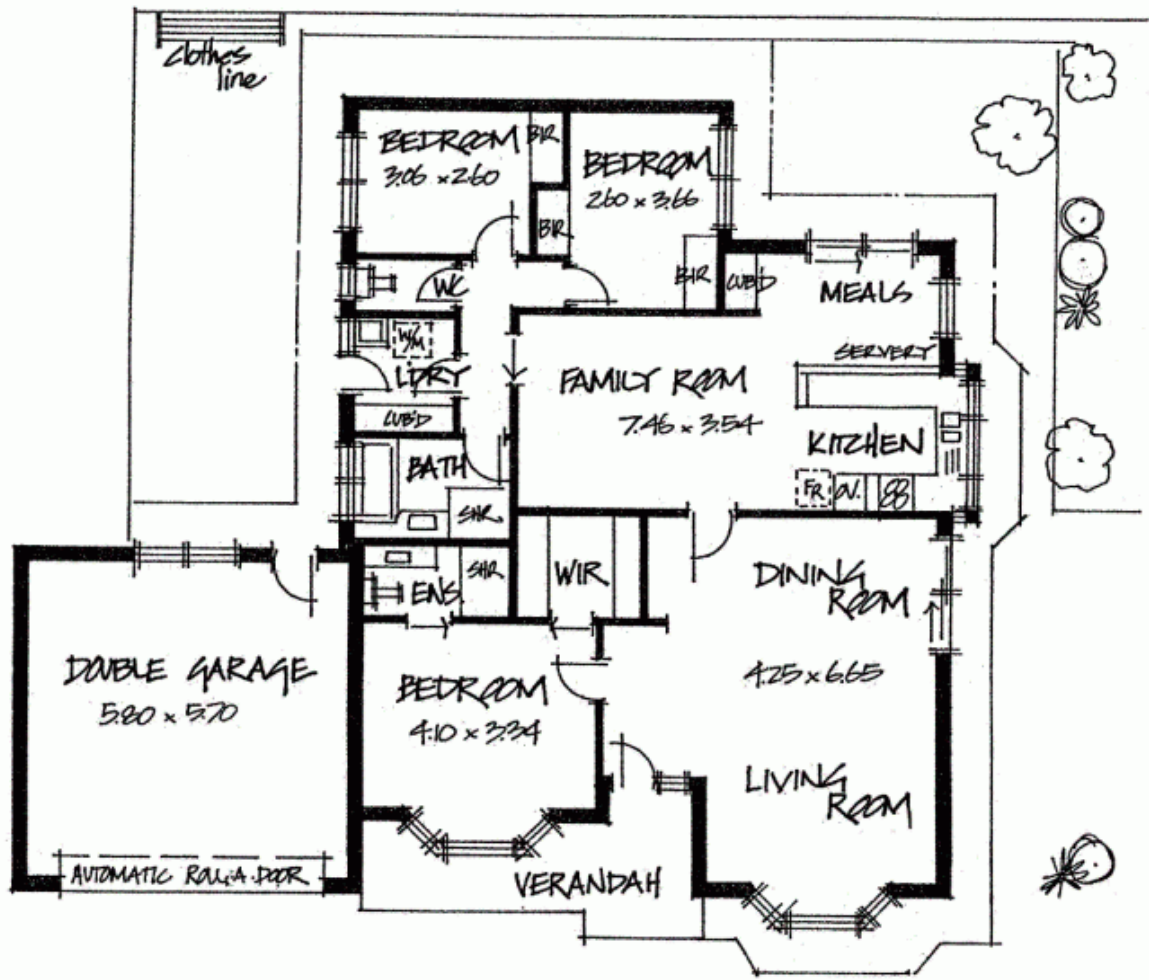 clothes
line
BEDROOM
3.06 x 2.60
BIR
BEDROOM
2.60 x 3.66
BIR
BIR
CUB'D
MEALS
WC
W/M
L'DRY
CUB'D
SERVERY
FAMILY ROOM
7.46 x 3.54
KITCHEN
FR
OV.
BATH
SHR
ENS.
SHR
WIR
DINING
ROOM
DOUBLE GARAGE
5.80 x 5.70
BEDROOM
4.10 x 3.34
4.25 x 6.65
LIVING
ROOM
AUTOMATIC ROLL-A-DOOR
VERANDAH